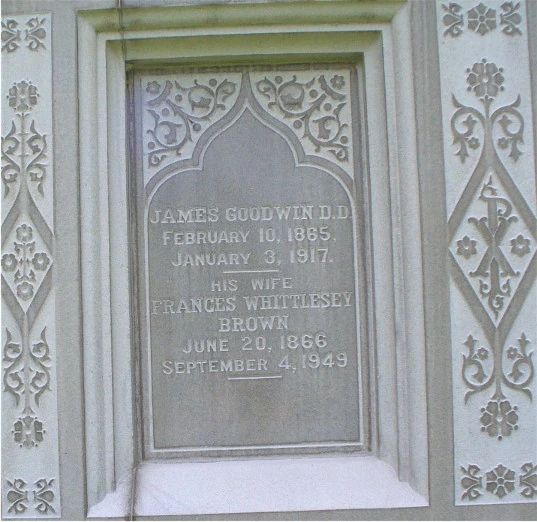 JAMES GOODWIN D.D.
FEBRUARY 10, 1865.
JANUARY 3, 1917.
HIS WIFE
FRANCES WHITTLESEY
BROWN
JUNE 20, 1866
SEPTEMBER 4, 1949